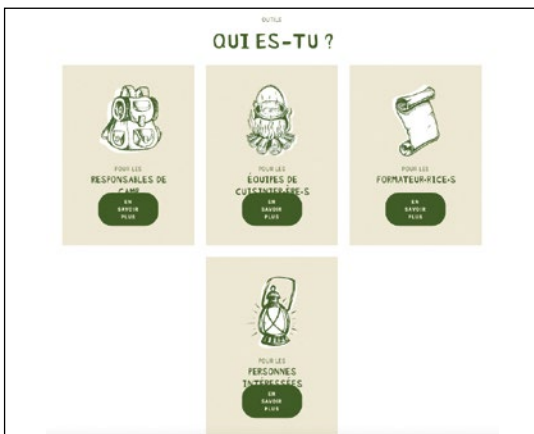 OUTILS
QUI ES-TU ?
POUR LES
RESPONSABLES DE
CAMP
EN
SAVOIR
PLUS
POUR LES
ÉQUIPES DE
CUISINIER·ÈRE·S
EN
SAVOIR
PLUS
POUR LES
FORMATEUR·RICE·S
EN
SAVOIR
PLUS
POUR LES
PERSONNES
INTÉRESSÉES
EN
SAVOIR
PLUS